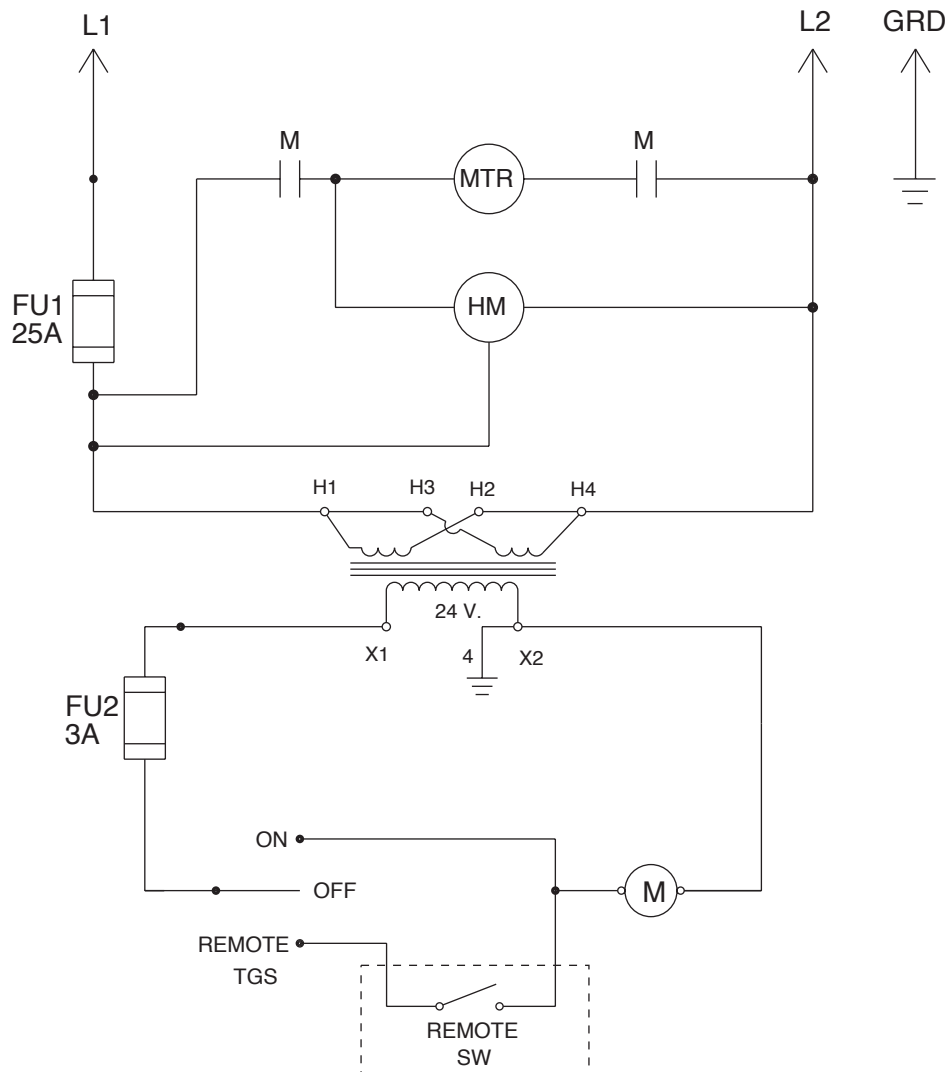 L1
L2
GRD
M
MTR
M
FU1
25A
HM
H1
H3
H2
H4
24 V.
X1
4
X2
FU2
3A
ON
OFF
M
REMOTE
TGS
REMOTE
SW